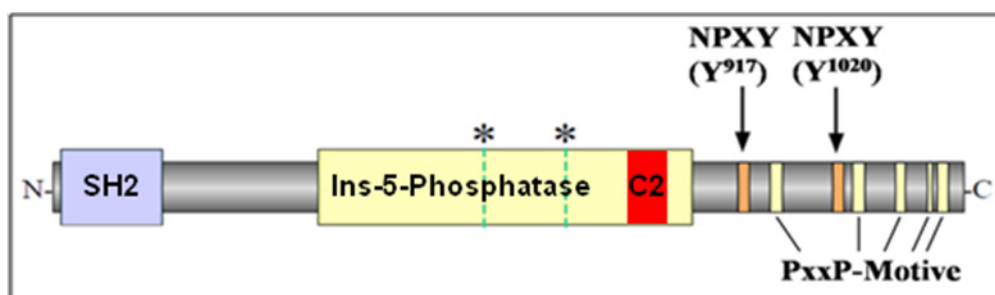 NPXY NPXY
(Y917) (Y1020)
* *
N- SH2 Ins-5-Phosphatase C2 -C
PxxP-Motive